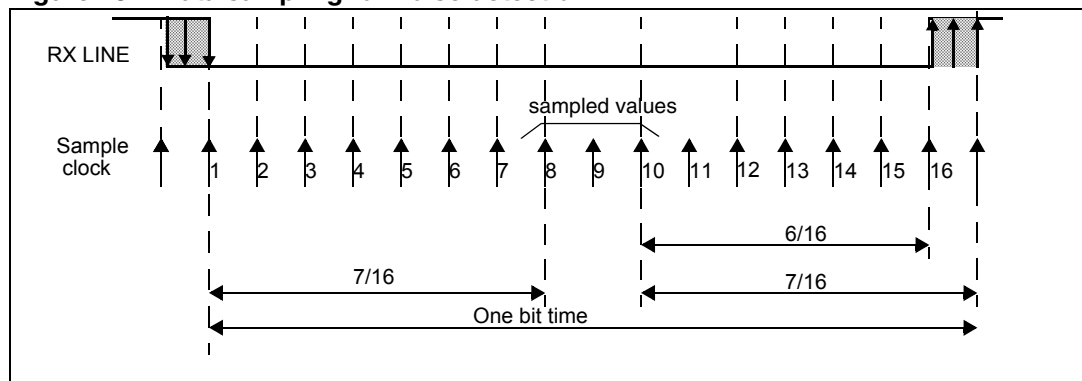 RX LINE
sampled values
Sample
clock
1 2 3 4 5 6 7 8 9 10 11 12 13 14 15 16
6/16
7/16
7/16
One bit time